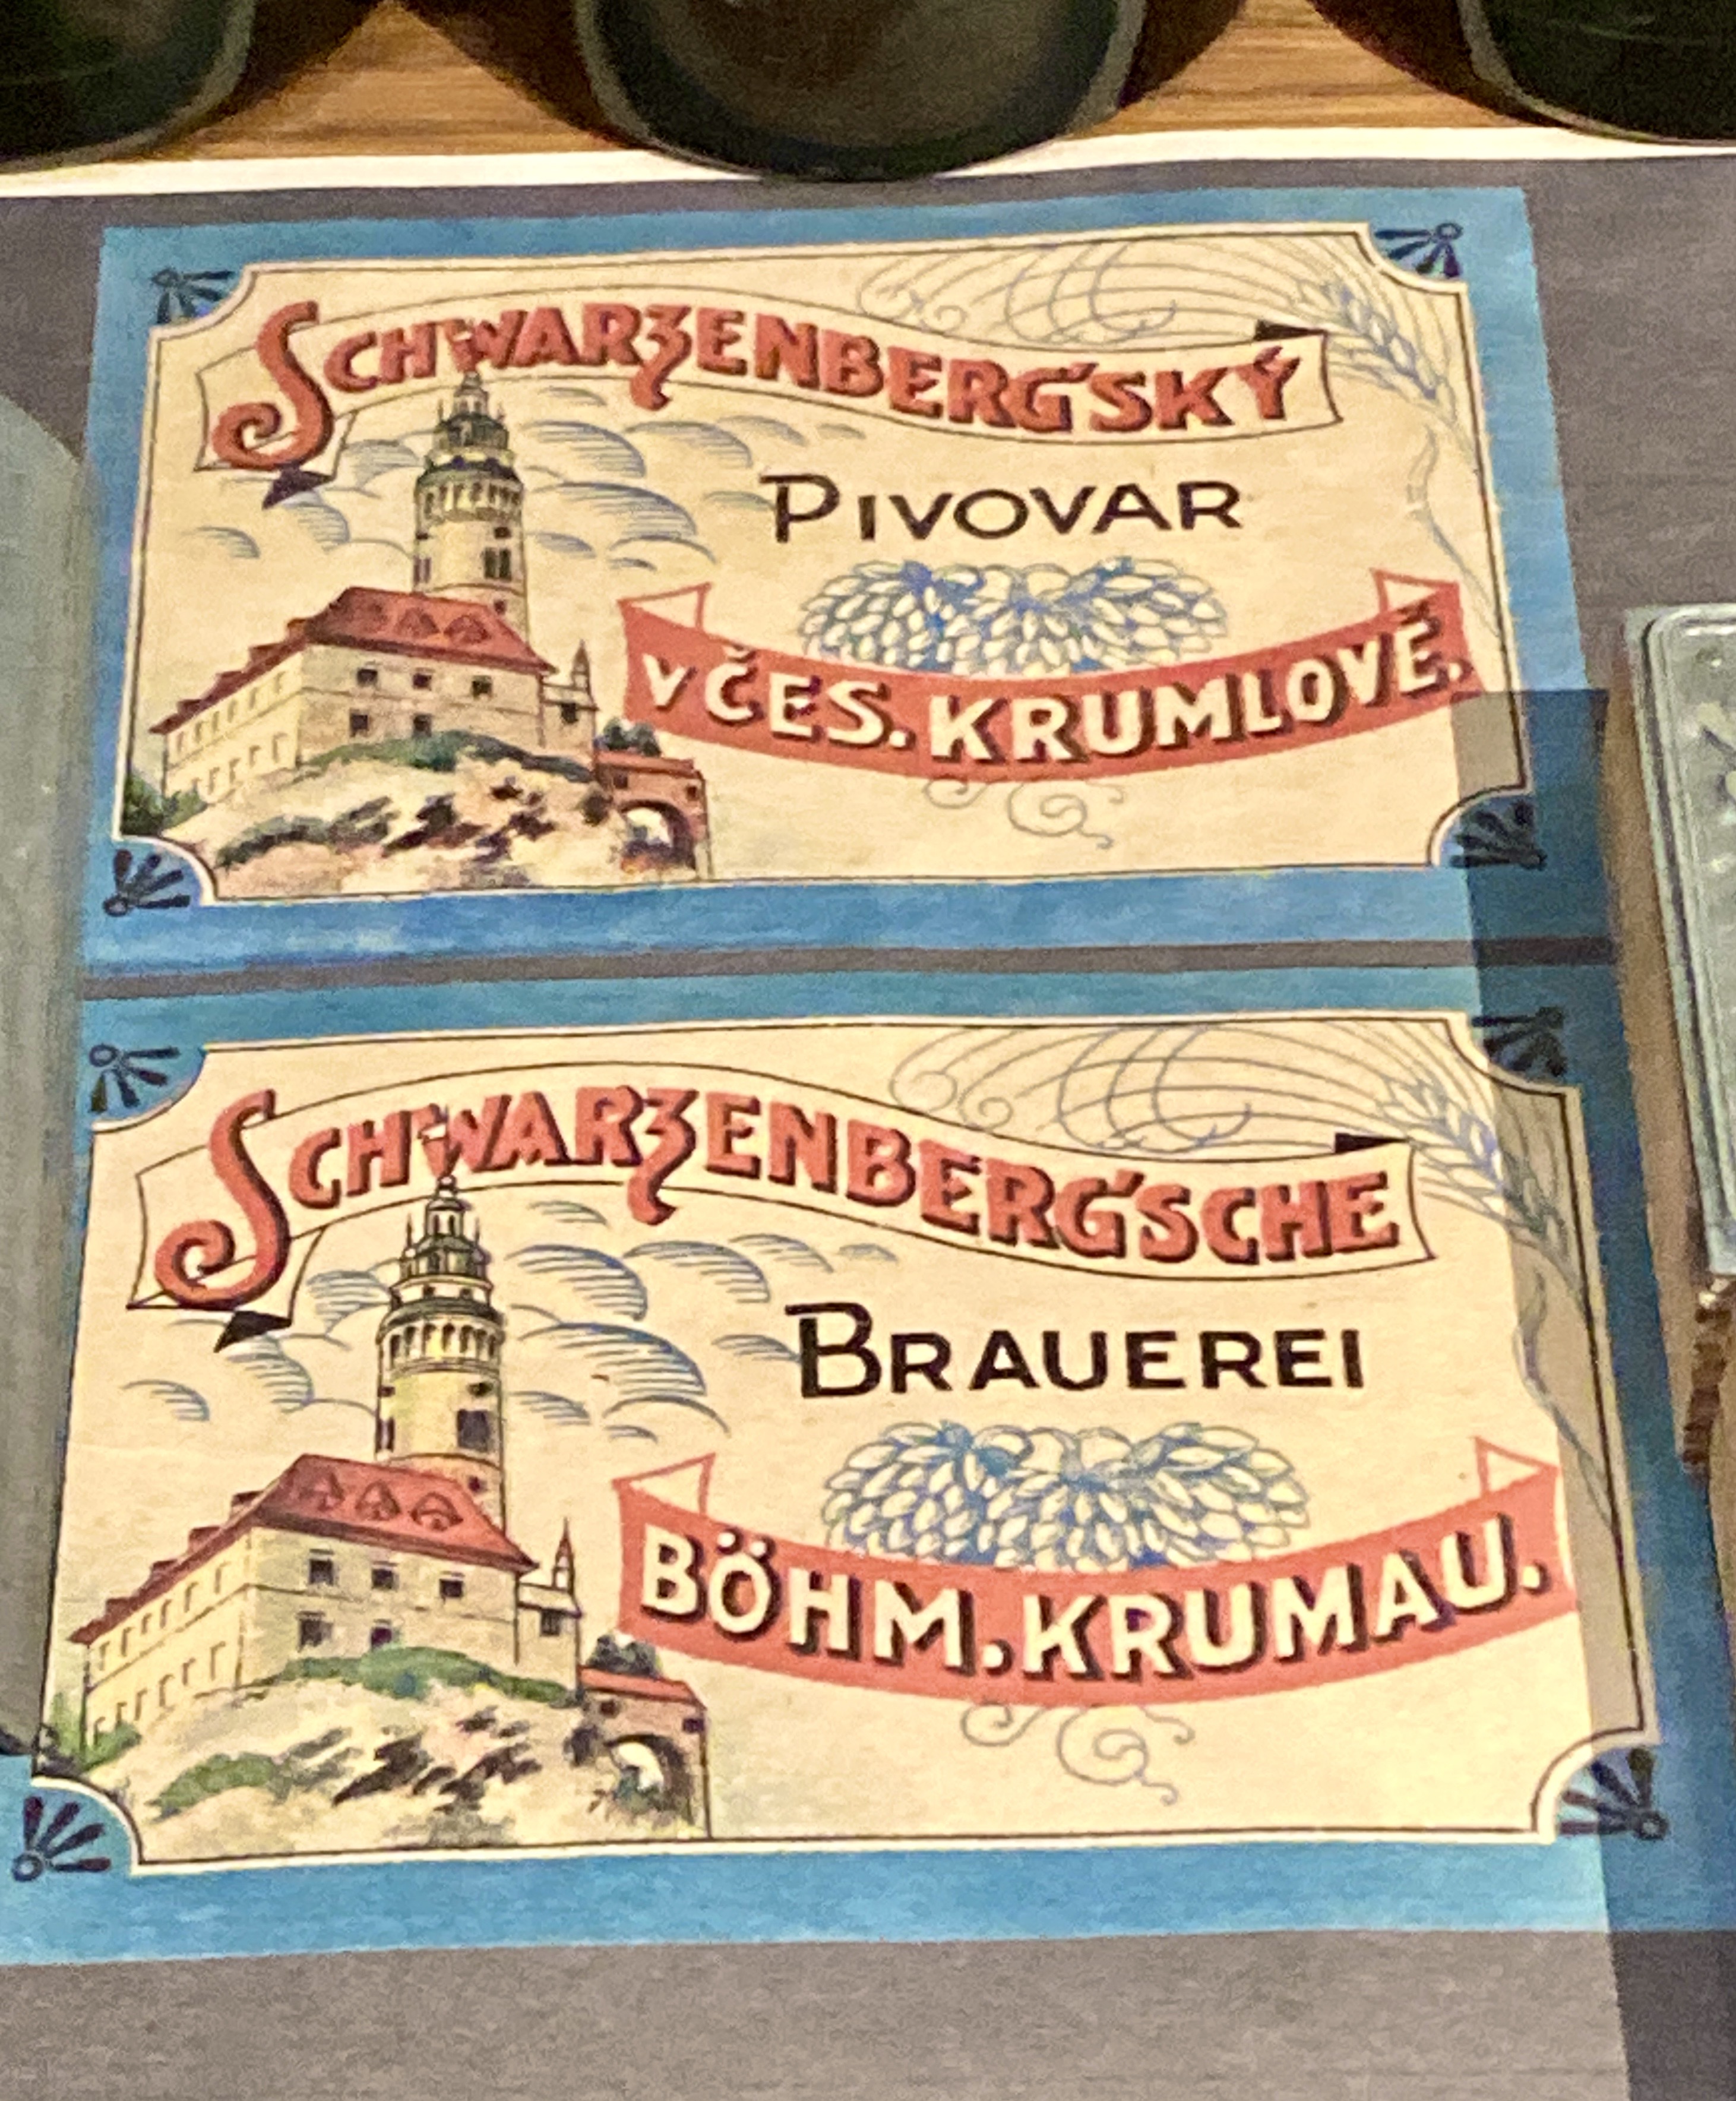 SCHWARZENBERG'SKÝ
PIVOVAR
V ČES. KRUMLOVĚ.
SCHWARZENBERG'SCHE
BRAUEREI
BÖHM. KRUMAU.